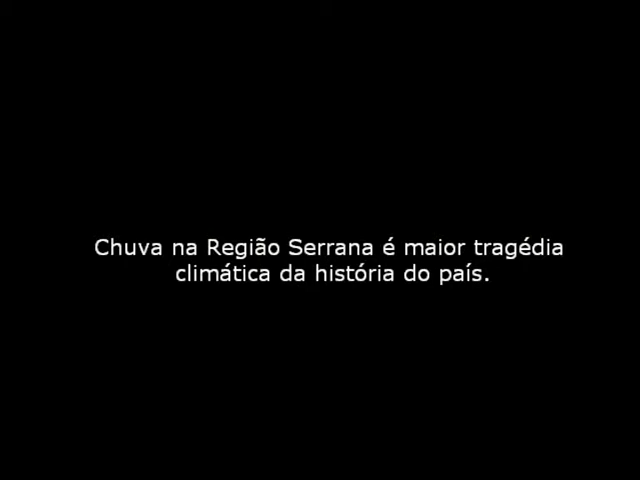 Chuva na Região Serrana é maior tragédia
climática da história do país.